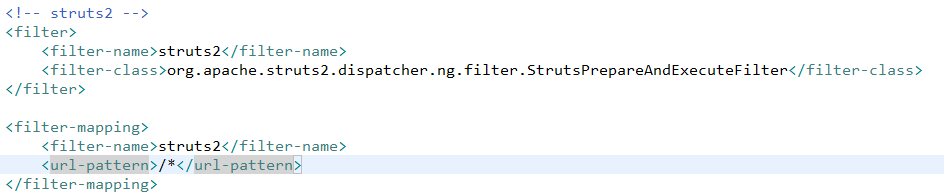 <!-- struts2 -->
<filter>
    <filter-name>struts2</filter-name>
    <filter-class>org.apache.struts2.dispatcher.ng.filter.StrutsPrepareAndExecuteFilter</filter-class>
</filter>

<filter-mapping>
    <filter-name>struts2</filter-name>
    <url-pattern>/*</url-pattern>
</filter-mapping>